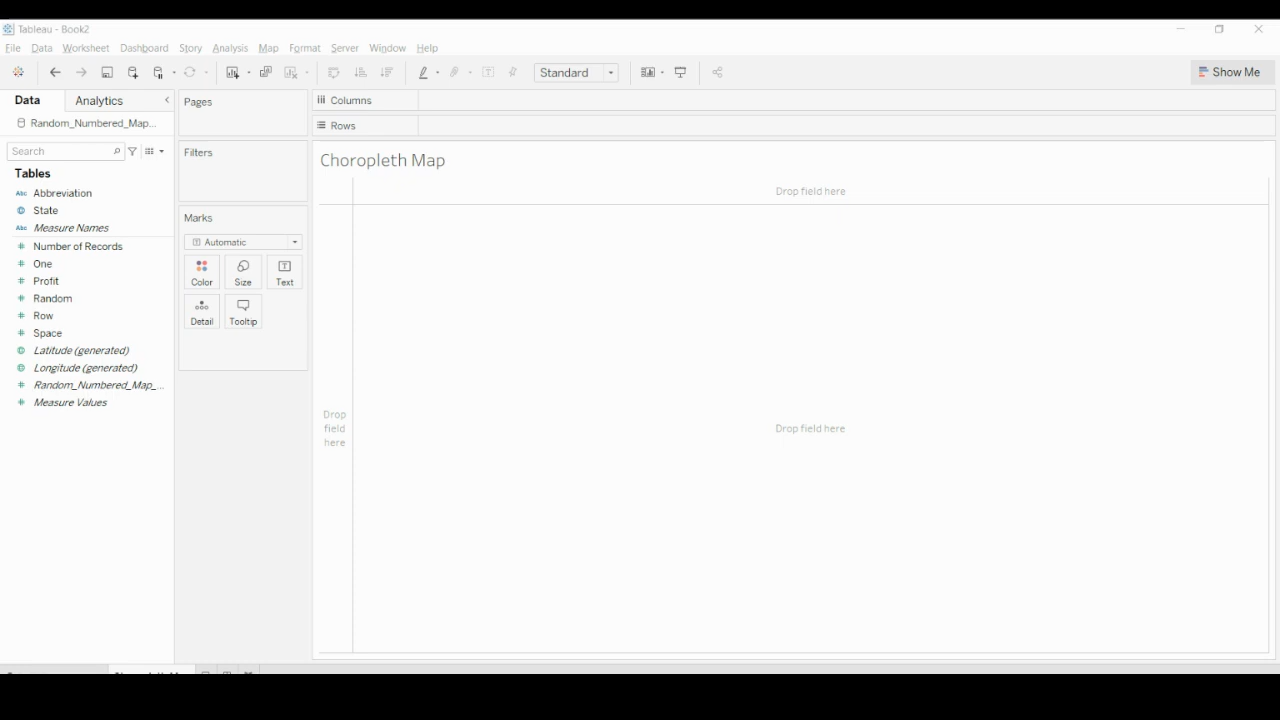 Tableau - Book2
File Data Worksheet Dashboard Story Analysis Map Format Server Window Help
Standard
Show Me
Data Analytics
Pages
Columns
Random_Numbered_Map...
Rows
Search
Filters
Choropleth Map
Tables
Abbreviation
State
Measure Names
Number of Records
One
Profit
Random
Row
Space
Latitude (generated)
Longitude (generated)
Random_Numbered_Map_...
Measure Values
Marks
Automatic
Color Size Text
Detail Tooltip
Drop field here
Drop
field
here
Drop field here